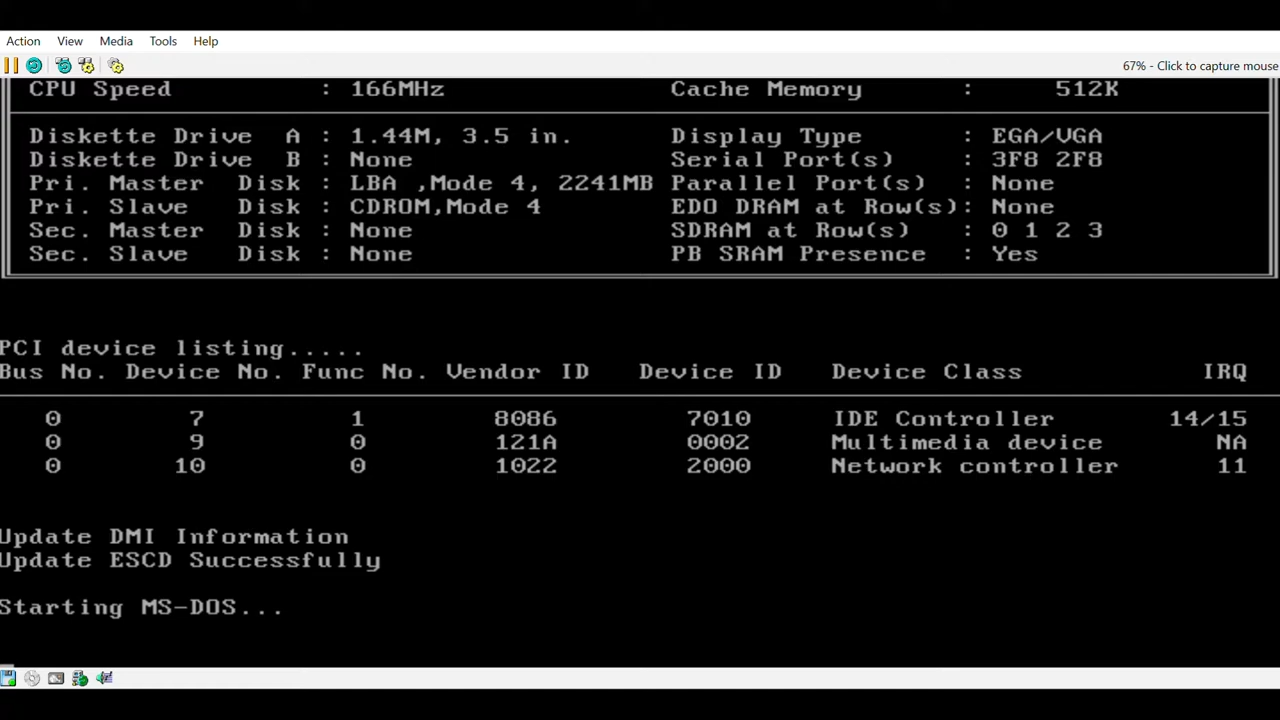 Action View Media Tools Help
67% - Click to capture mouse
CPU Speed : 166MHz Cache Memory : 512K
Diskette Drive A : 1.44M, 3.5 in. Display Type : EGA/VGA
Diskette Drive B : None Serial Port(s) : 3F8 2F8
Pri. Master Disk : LBA ,Mode 4, 2241MB Parallel Port(s) : None
Pri. Slave Disk : CDROM,Mode 4 EDO DRAM at Row(s): None
Sec. Master Disk : None SDRAM at Row(s) : 0 1 2 3
Sec. Slave Disk : None PB SRAM Presence : Yes
PCI device listing.....
Bus No. Device No. Func No. Vendor ID Device ID Device Class IRQ
0 7 1 8086 7010 IDE Controller 14/15
0 9 0 121A 0002 Multimedia device NA
0 10 0 1022 2000 Network controller 11
Update DMI Information
Update ESCD Successfully
Starting MS-DOS...